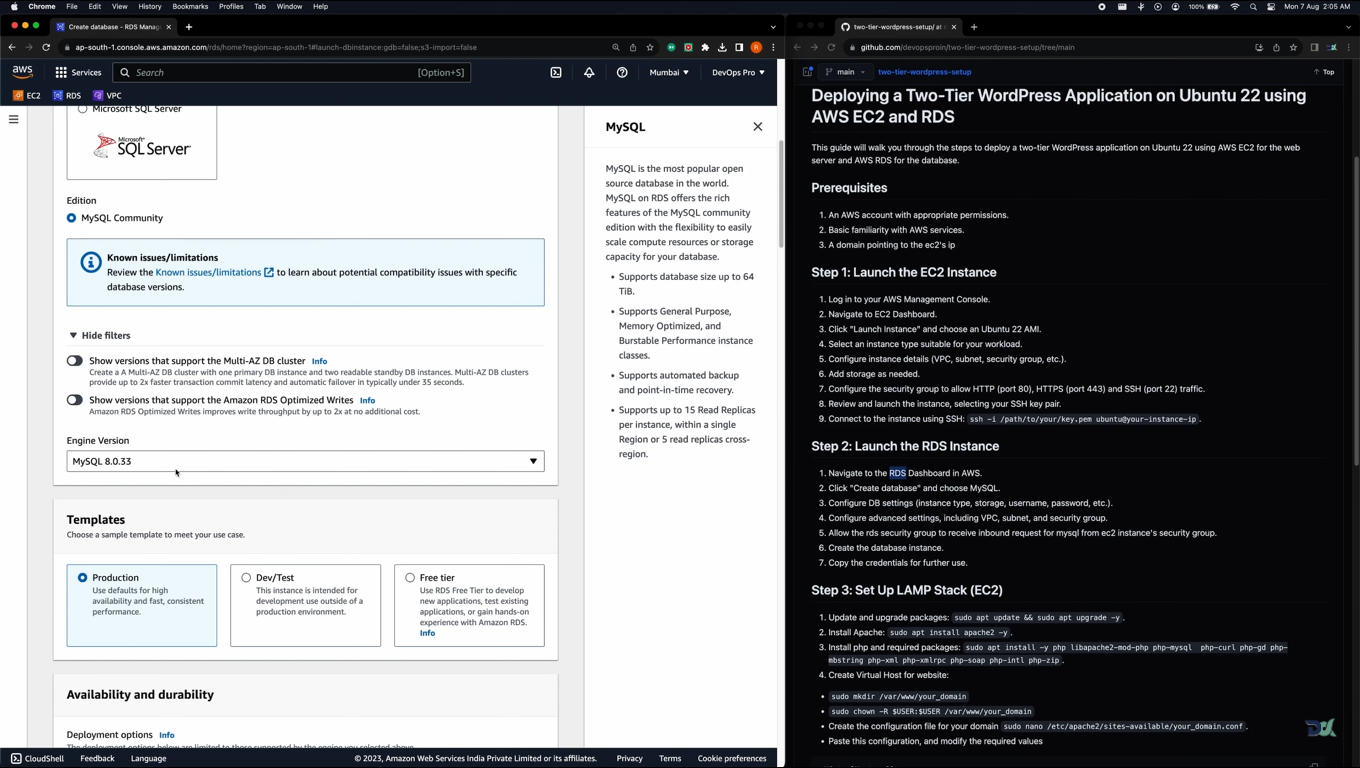 Chrome File Edit View History Bookmarks Profiles Tab Window Help 100% Mon 7 Aug 2:05 AM
Create database - RDS Manag
two-tier-wordpress-setup/ at
ap-south-1.console.aws.amazon.com/rds/home?region=ap-south-1#launch-dbinstance:gdb=false;s3-import=false
github.com/devopsproin/two-tier-wordpress-setup/tree/main
aws Services Search [Option+S] Mumbai DevOps Pro
EC2 RDS VPC
Microsoft SQL Server
Microsoft SQL Server
Edition
MySQL Community
Known issues/limitations
Review the Known issues/limitations to learn about potential compatibility issues with specific
database versions.
Hide filters
Show versions that support the Multi-AZ DB cluster Info
Create a A Multi-AZ DB cluster with one primary DB instance and two readable standby DB instances. Multi-AZ DB clusters
provide up to 2x faster transaction commit latency and automatic failover in typically under 35 seconds.
Show versions that support the Amazon RDS Optimized Writes Info
Amazon RDS Optimized Writes improves write throughput by up to 2x at no additional cost.
Engine Version
MySQL 8.0.33
Templates
Choose a sample template to meet your use case.
Production
Use defaults for high
availability and fast, consistent
performance.
Dev/Test
This instance is intended for
development use outside of a
production environment.
Free tier
Use RDS Free Tier to develop
new applications, test existing
applications, or gain hands-on
experience with Amazon RDS.
Info
Availability and durability
Deployment options Info
The deployment options below are limited to those supported by the engine you selected above.
MySQL
MySQL is the most popular open
source database in the world.
MySQL on RDS offers the rich
features of the MySQL community
edition with the flexibility to easily
scale compute resources or storage
capacity for your database.
• Supports database size up to 64
TiB.
• Supports General Purpose,
Memory Optimized, and
Burstable Performance instance
classes.
• Supports automated backup
and point-in-time recovery.
• Supports up to 15 Read Replicas
per instance, within a single
Region or 5 read replicas cross-
region.
CloudShell Feedback Language © 2023, Amazon Web Services India Private Limited or its affiliates. Privacy Terms Cookie preferences
main two-tier-wordpress-setup Top
Deploying a Two-Tier WordPress Application on Ubuntu 22 using
AWS EC2 and RDS
This guide will walk you through the steps to deploy a two-tier WordPress application on Ubuntu 22 using AWS EC2 for the web
server and AWS RDS for the database.
Prerequisites
1. An AWS account with appropriate permissions.
2. Basic familiarity with AWS services.
3. A domain pointing to the ec2's ip
Step 1: Launch the EC2 Instance
1. Log in to your AWS Management Console.
2. Navigate to EC2 Dashboard.
3. Click "Launch Instance" and choose an Ubuntu 22 AMI.
4. Select an instance type suitable for your workload.
5. Configure instance details (VPC, subnet, security group, etc.).
6. Add storage as needed.
7. Configure the security group to allow HTTP (port 80), HTTPS (port 443) and SSH (port 22) traffic.
8. Review and launch the instance, selecting your SSH key pair.
9. Connect to the instance using SSH: ssh -i /path/to/your/key.pem ubuntu@your-instance-ip .
Step 2: Launch the RDS Instance
1. Navigate to the RDS Dashboard in AWS.
2. Click "Create database" and choose MySQL.
3. Configure DB settings (instance type, storage, username, password, etc.).
4. Configure advanced settings, including VPC, subnet, and security group.
5. Allow the rds security group to receive inbound request for mysql from ec2 instance's security group.
6. Create the database instance.
7. Copy the credentials for further use.
Step 3: Set Up LAMP Stack (EC2)
1. Update and upgrade packages: sudo apt update && sudo apt upgrade -y .
2. Install Apache: sudo apt install apache2 -y .
3. Install php and required packages: sudo apt install -y php libapache2-mod-php php-mysql php-curl php-gd php-
mbstring php-xml php-xmlrpc php-soap php-intl php-zip .
4. Create Virtual Host for website:
• sudo mkdir /var/www/your_domain
• sudo chown -R $USER:$USER /var/www/your_domain
• Create the configuration file for your domain sudo nano /etc/apache2/sites-available/your_domain.conf .
• Paste this configuration, and modify the required values